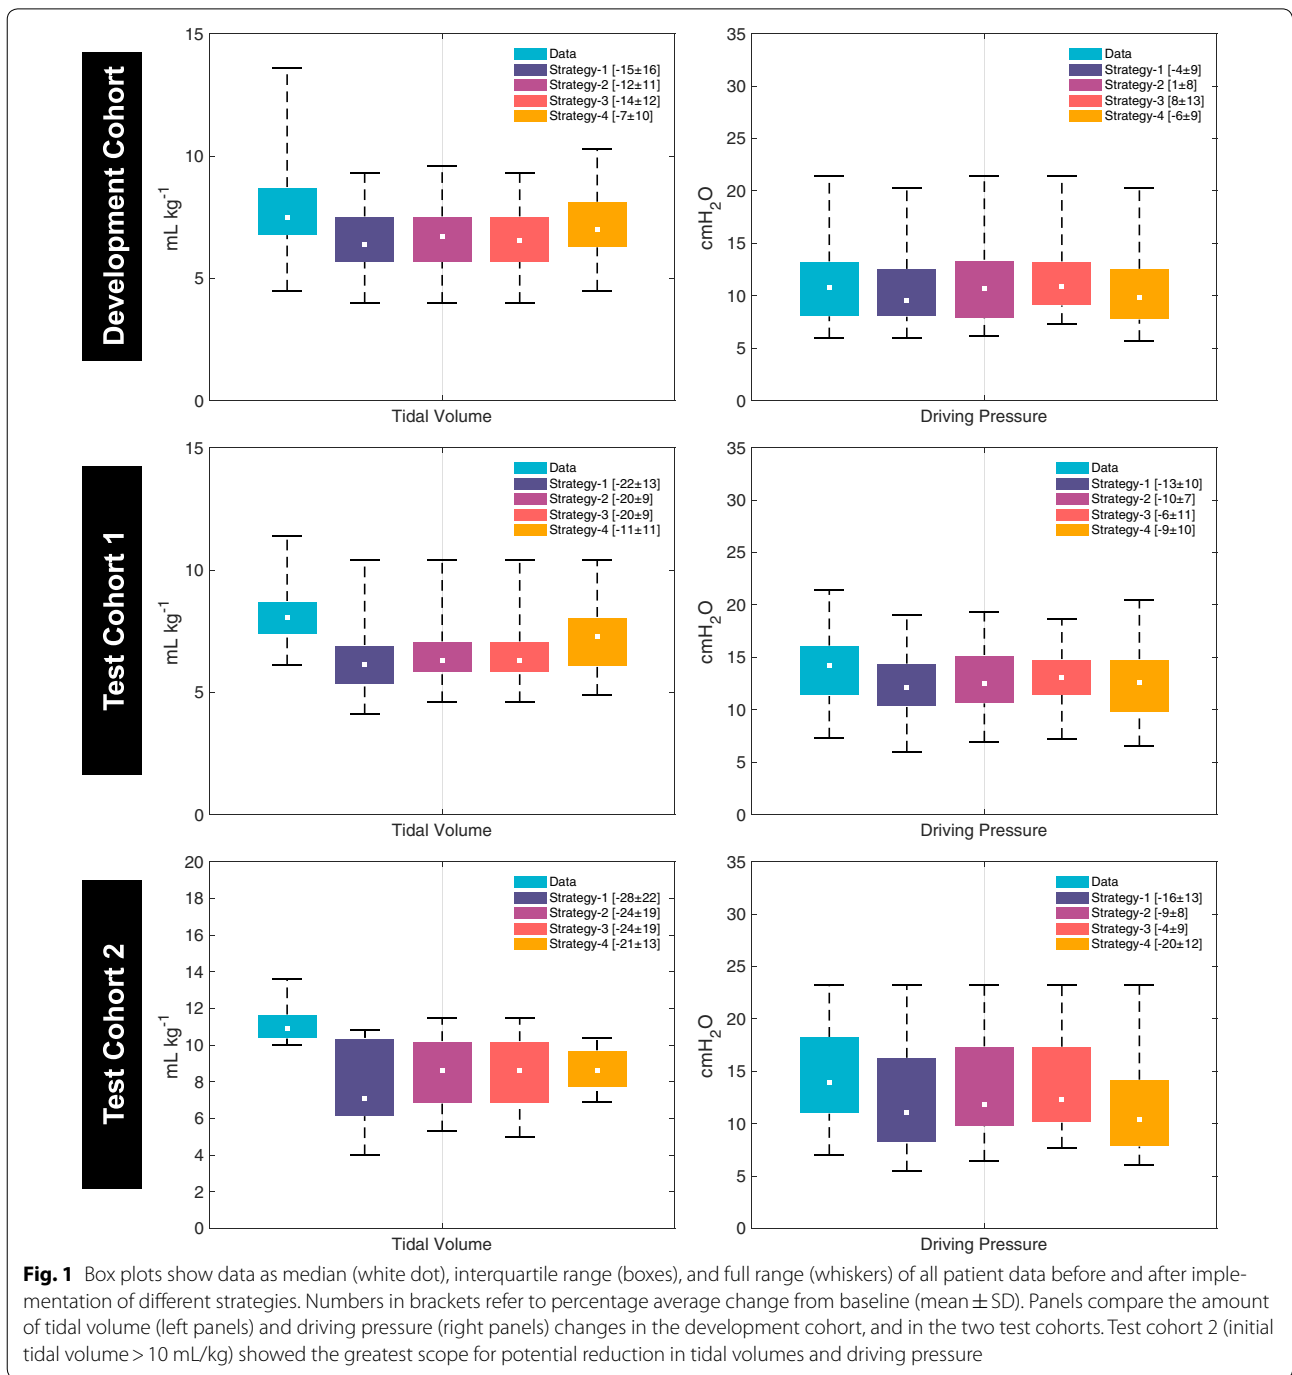 Development Cohort
15
10
5
0
mL kg-1
Data
Strategy-1 [-15±16]
Strategy-2 [-12±11]
Strategy-3 [-14±12]
Strategy-4 [-7±10]
Tidal Volume
35
30
25
20
15
10
5
0
cmH2O
Data
Strategy-1 [-4±9]
Strategy-2 [1±8]
Strategy-3 [8±13]
Strategy-4 [-6±9]
Driving Pressure
Test Cohort 1
15
10
5
0
mL kg-1
Data
Strategy-1 [-22±13]
Strategy-2 [-20±9]
Strategy-3 [-20±9]
Strategy-4 [-11±11]
Tidal Volume
35
30
25
20
15
10
5
0
cmH2O
Data
Strategy-1 [-13±10]
Strategy-2 [-10±7]
Strategy-3 [-6±11]
Strategy-4 [-9±10]
Driving Pressure
Test Cohort 2
20
18
16
14
12
10
8
6
4
2
0
mL kg-1
Data
Strategy-1 [-28±22]
Strategy-2 [-24±19]
Strategy-3 [-24±19]
Strategy-4 [-21±13]
Tidal Volume
35
30
25
20
15
10
5
0
cmH2O
Data
Strategy-1 [-16±13]
Strategy-2 [-9±8]
Strategy-3 [-4±9]
Strategy-4 [-20±12]
Driving Pressure
Fig. 1 Box plots show data as median (white dot), interquartile range (boxes), and full range (whiskers) of all patient data before and after imple-
mentation of different strategies. Numbers in brackets refer to percentage average change from baseline (mean ± SD). Panels compare the amount
of tidal volume (left panels) and driving pressure (right panels) changes in the development cohort, and in the two test cohorts. Test cohort 2 (initial
tidal volume > 10 mL/kg) showed the greatest scope for potential reduction in tidal volumes and driving pressure